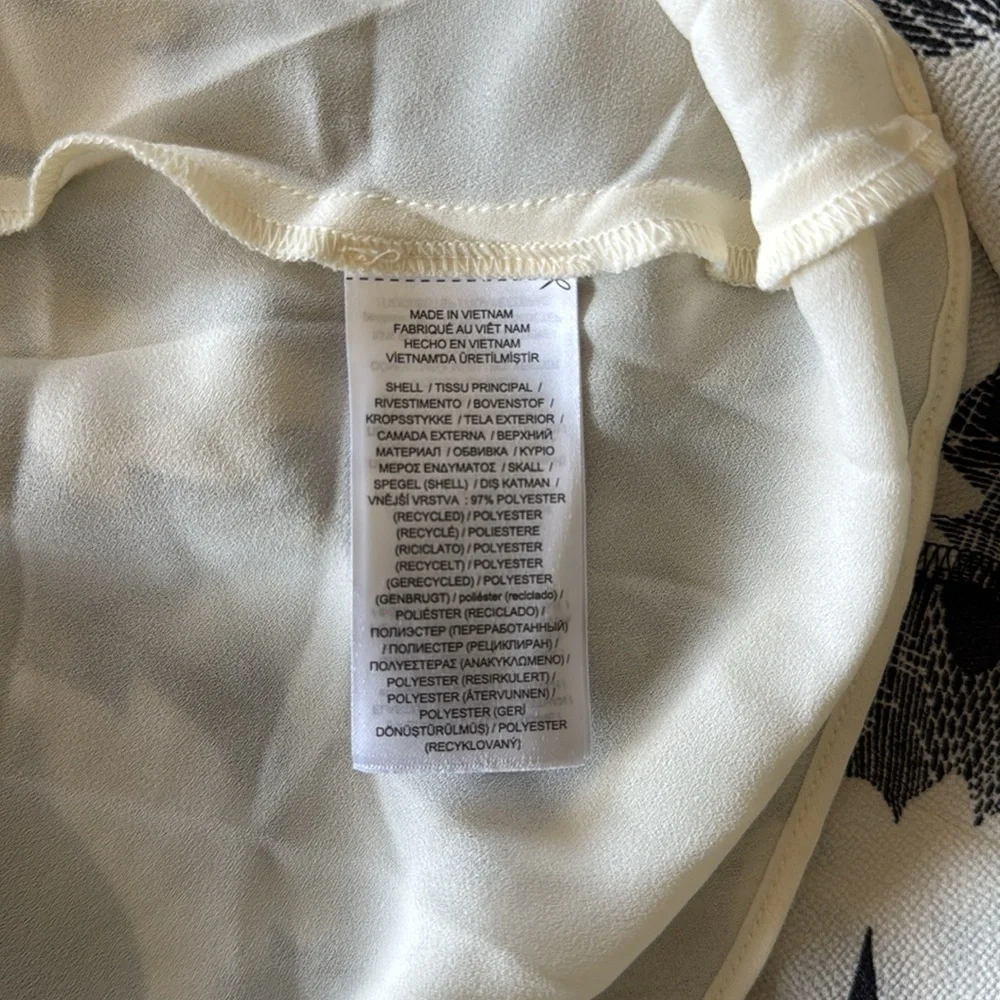 MADE IN VIETNAM
FABRIQUÉ AU VIÊT NAM
HECHO EN VIETNAM
VİETNAM'DA ÜRETİLMİŞTİR
SHELL / TISSU PRINCIPAL /
RIVESTIMENTO / BOVENSTOF /
KROPSSTYKKE / TELA EXTERIOR /
CAMADA EXTERNA / ВЕРХНИЙ
МАТЕРИАЛ / ОБВИВКА / ΚΥΡΙΟ
ΜΕΡΟΣ ΕΝΔΥΜΑΤΟΣ / SKALL /
SPEGEL (SHELL) / DIŞ KATMAN /
VNĚJŠÍ VRSTVA : 97% POLYESTER
(RECYCLED) / POLYESTER
(RECYCLÉ) / POLIESTERE
(RICICLATO) / POLYESTER
(RECYCELT) / POLYESTER
(GERECYCLED) / POLYESTER
(GENBRUGT) / poliéster (reciclado) /
POLIÉSTER (RECICLADO) /
ПОЛИЭСТЕР (ПЕРЕРАБОТАННЫЙ)
/ ПОЛИЕСТЕР (РЕЦИКЛИРАН) /
ΠΟΛΥΕΣΤΕΡΑΣ (ΑΝΑΚΥΚΛΩΜΕΝΟ) /
POLYESTER (RESIRKULERT) /
POLYESTER (ÅTERVUNNEN) /
POLYESTER (GERİ
DÖNÜŞTÜRÜLMÜŞ) / POLYESTER
(RECYKLOVANÝ)